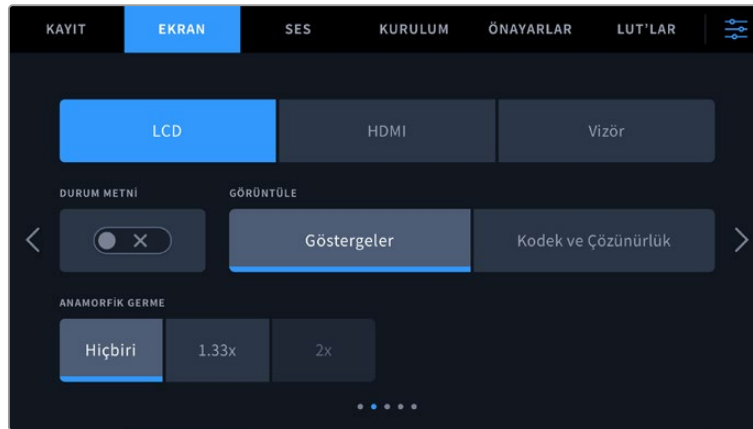 KAYIT EKRAN SES KURULUM ÖNAYARLAR LUT'LAR
LCD HDMI Vizör
DURUM METNİ GÖRÜNTÜLE
Göstergeler Kodek ve Çözünürlük
ANAMORFİK GERME
Hiçbiri 1.33x 2x